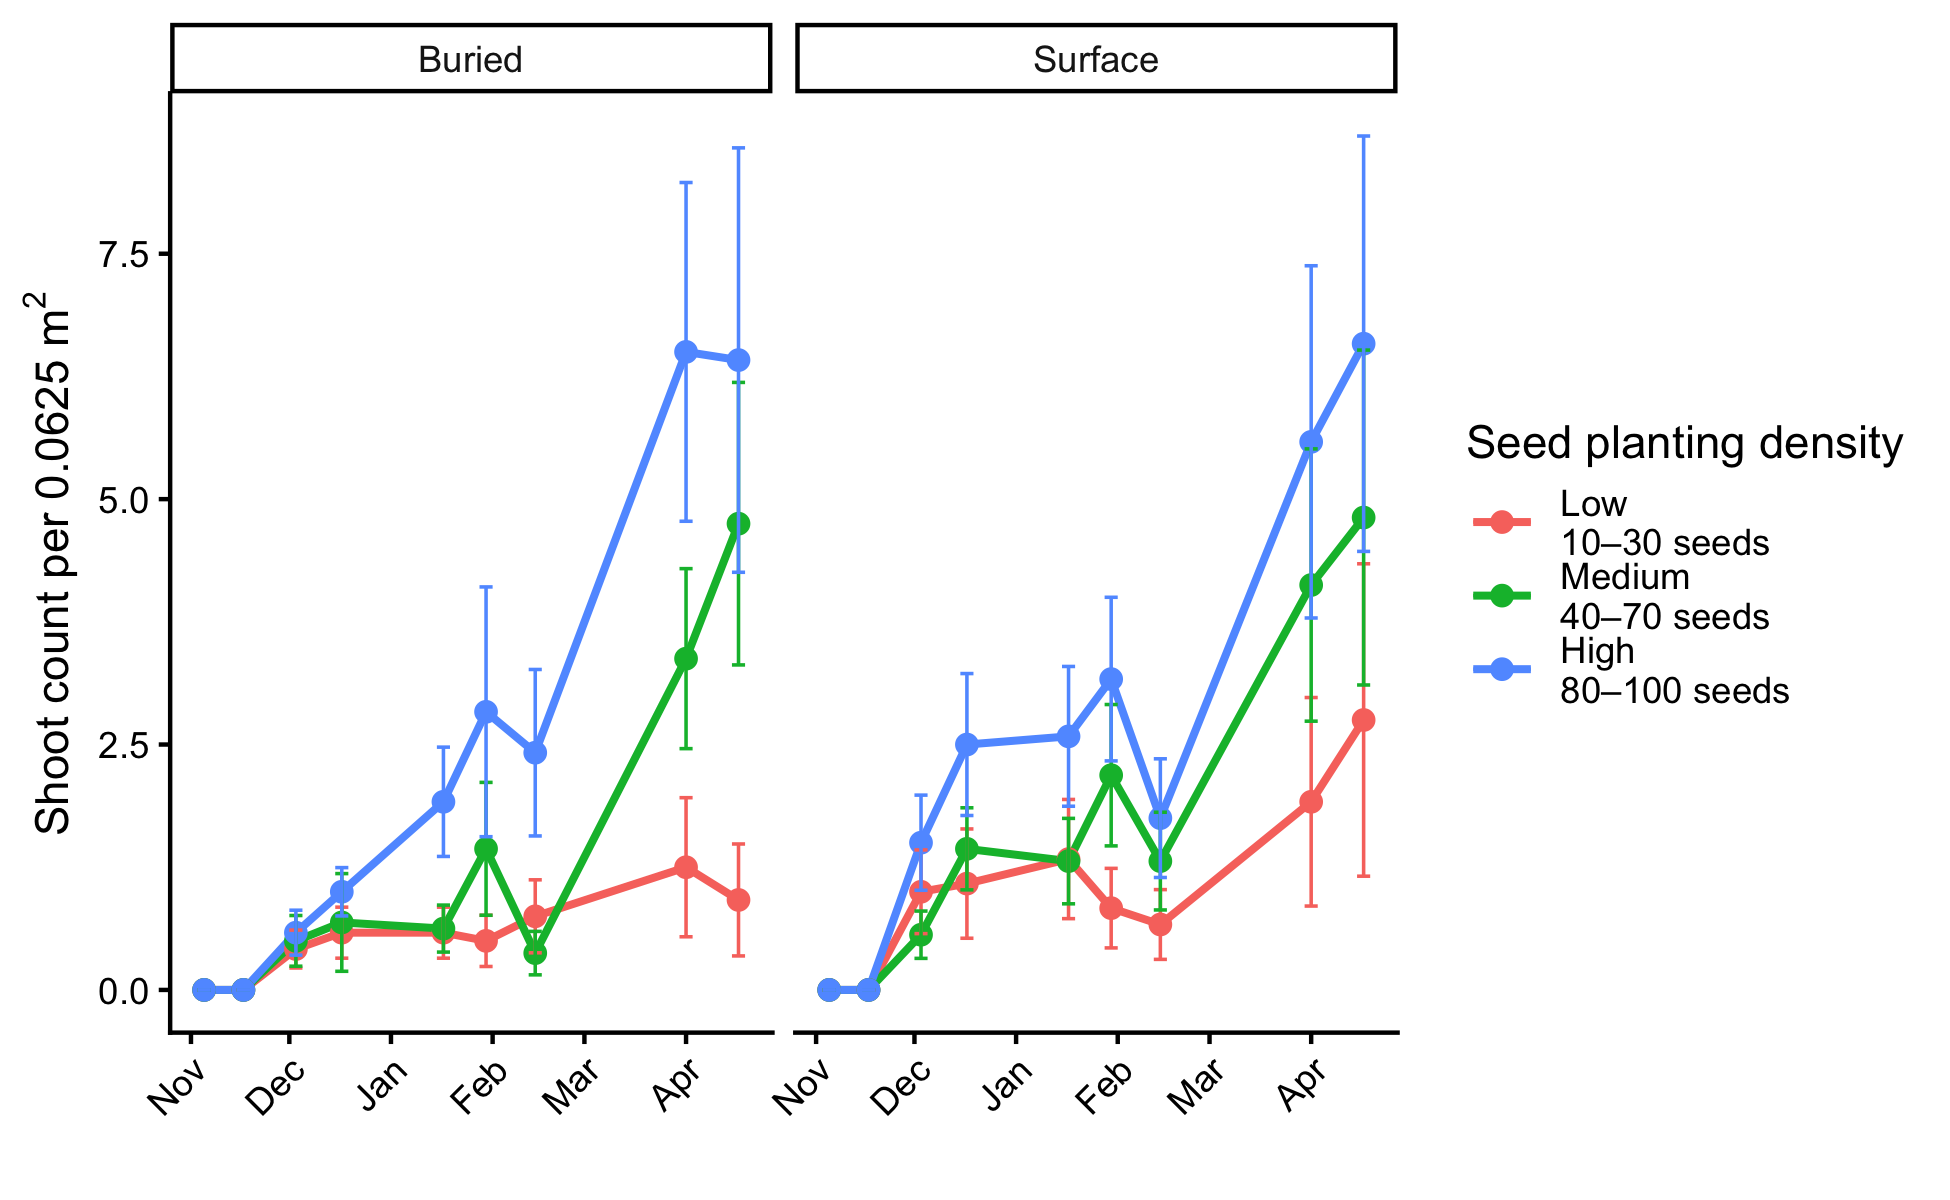 Buried
Surface
Shoot count per 0.0625 m²
7.5
5.0
2.5
0.0
Nov
Dec
Jan
Feb
Mar
Apr
Nov
Dec
Jan
Feb
Mar
Apr
Seed planting density
Low
10–30 seeds
Medium
40–70 seeds
High
80–100 seeds